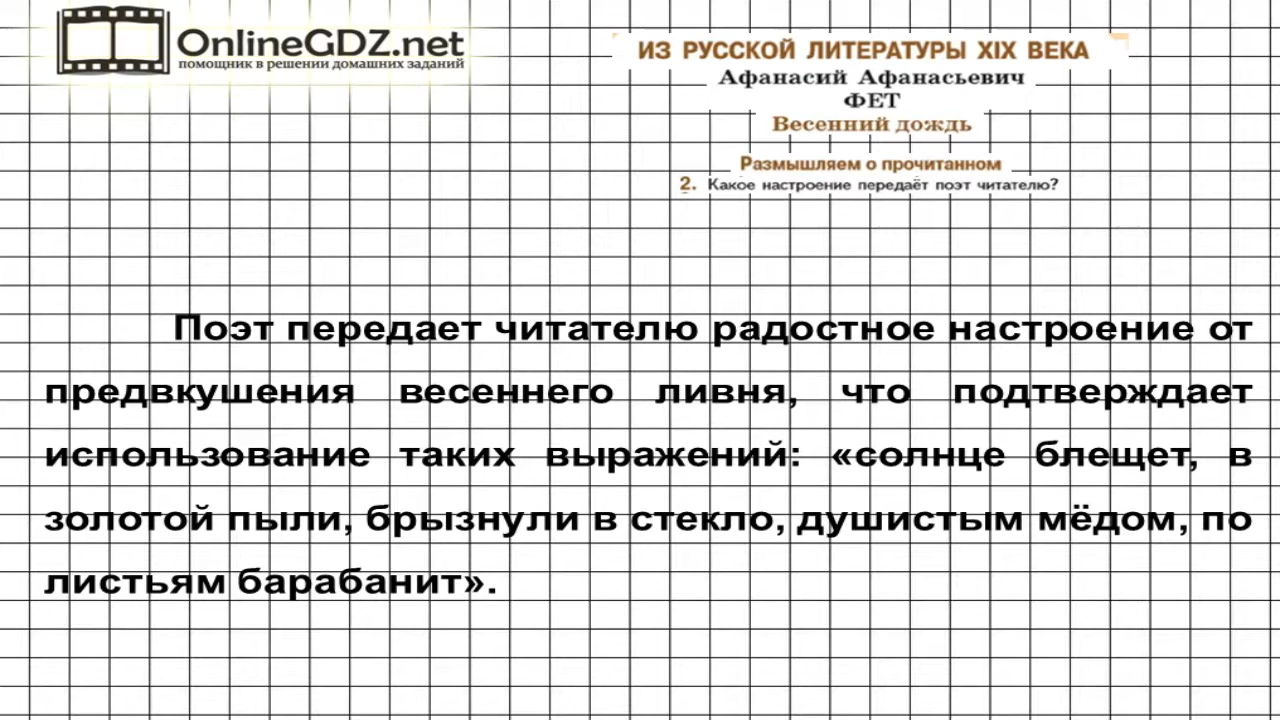 OnlineGDZ.net
помощник в решении домашних заданий
ИЗ РУССКОЙ ЛИТЕРАТУРЫ XIX ВЕКА
Афанасий Афанасьевич
ФЕТ
Весенний дождь
Размышляем о прочитанном
2. Какое настроение передаёт поэт читателю?
Поэт передает читателю радостное настроение от
предвкушения весеннего ливня, что подтверждает
использование таких выражений: «солнце блещет, в
золотой пыли, брызнули в стекло, душистым мёдом, по
листьям барабанит».